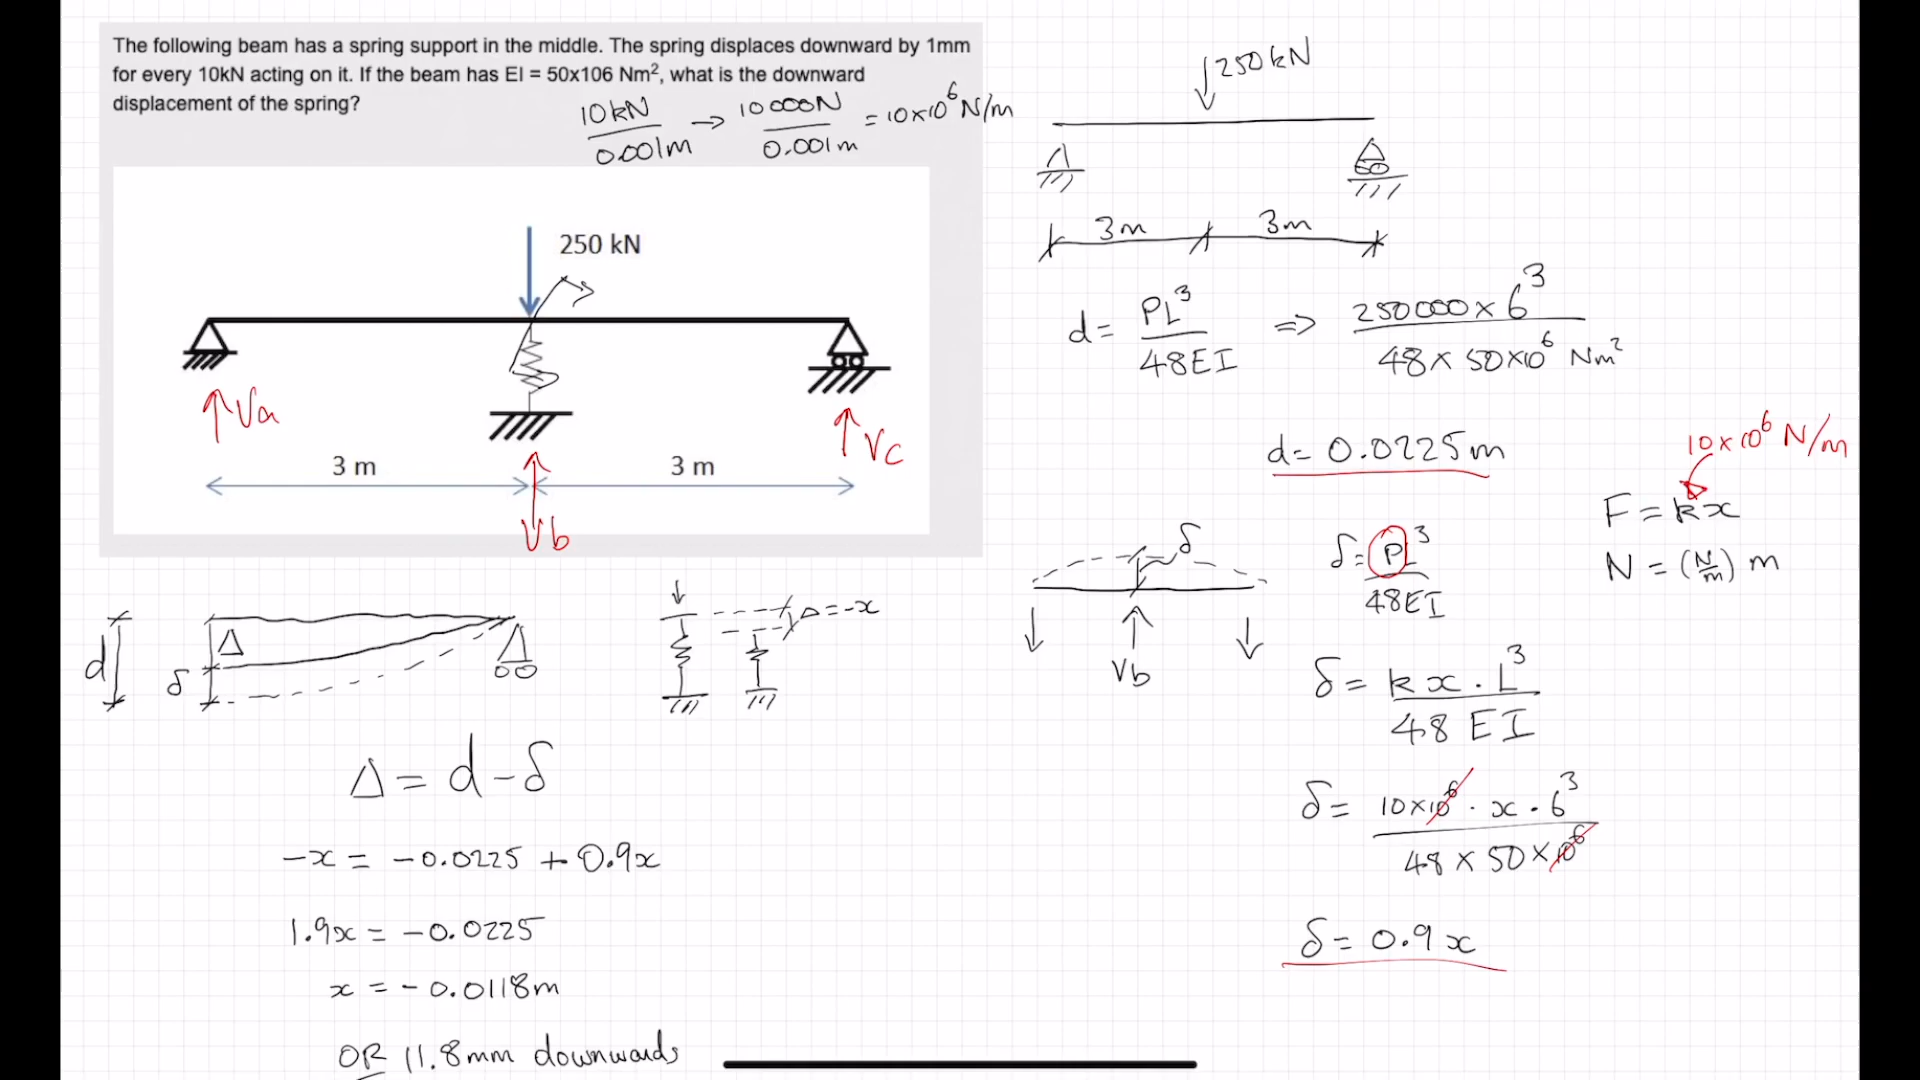 The following beam has a spring support in the middle. The spring displaces downward by 1mm
for every 10kN acting on it. If the beam has EI = 50x106 Nm², what is the downward
displacement of the spring?
10kN/0.001m → 10000N/0.001m = 10×10⁶ N/m
250 kN
Va
Vb
Vc
3 m
3 m
d
Δ
δ
Δ=-x
Δ = d - δ
-x = -0.0225 + 0.9x
1.9x = -0.0225
x = -0.0118m
OR 11.8mm downwards
250kN
3m
3m
d = PL³/48EI ⇒ 250000 × 6³/48 × 50×10⁶ Nm²
d = 0.0225m
δ
Vb
δ = PL³/48EI
δ = kx · L³/48 EI
δ = 10×10⁶ · x · 6³/48 × 50 × 10⁶
δ = 0.9x
10×10⁶ N/m
F = kx
N = (N/m) m